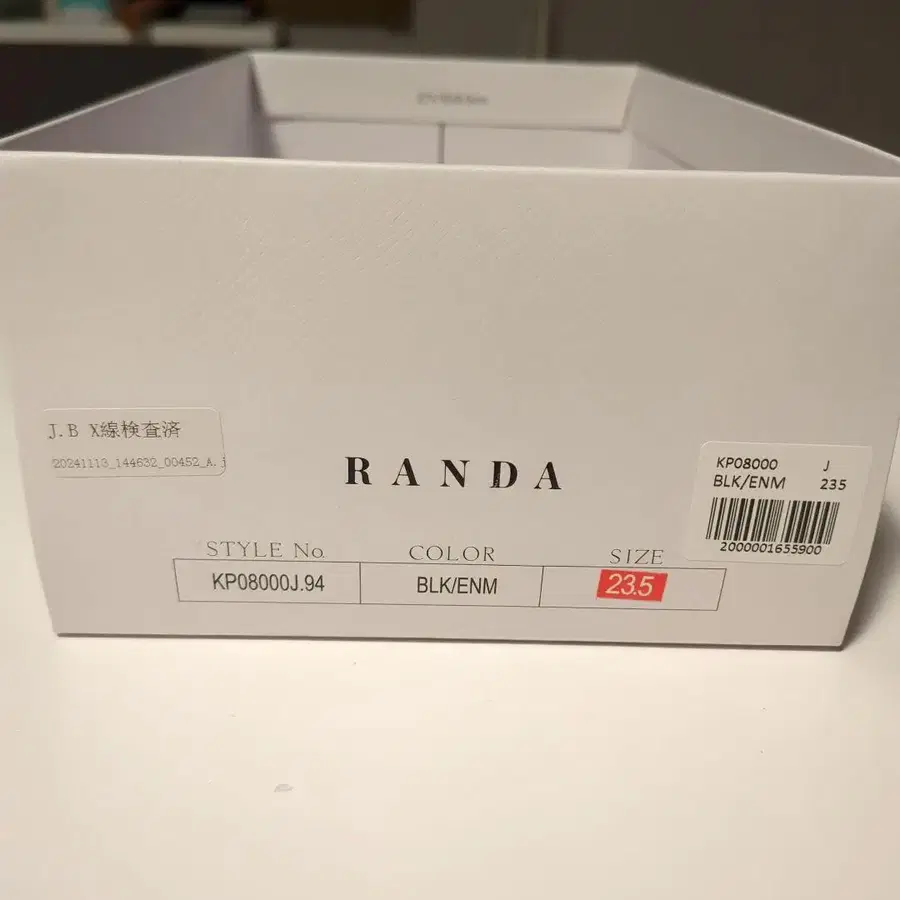 J.B X線検査済
20241113_144632_00452_A.j
RANDA
KP08000 J
BLK/ENM 235
2000001655900
STYLE No. COLOR SIZE
KP08000J.94 BLK/ENM 23.5